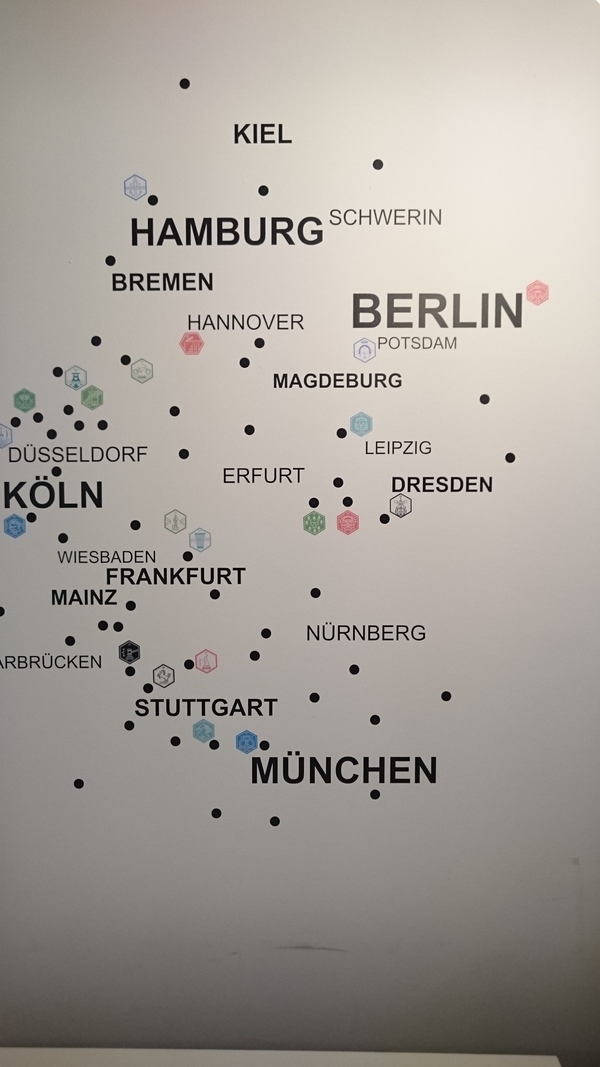 KIEL
SCHWERIN
HAMBURG
BREMEN
BERLIN
HANNOVER
POTSDAM
MAGDEBURG
LEIPZIG
DÜSSELDORF
ERFURT
DRESDEN
KÖLN
WIESBADEN
FRANKFURT
MAINZ
NÜRNBERG
ARBRÜCKEN
STUTTGART
MÜNCHEN